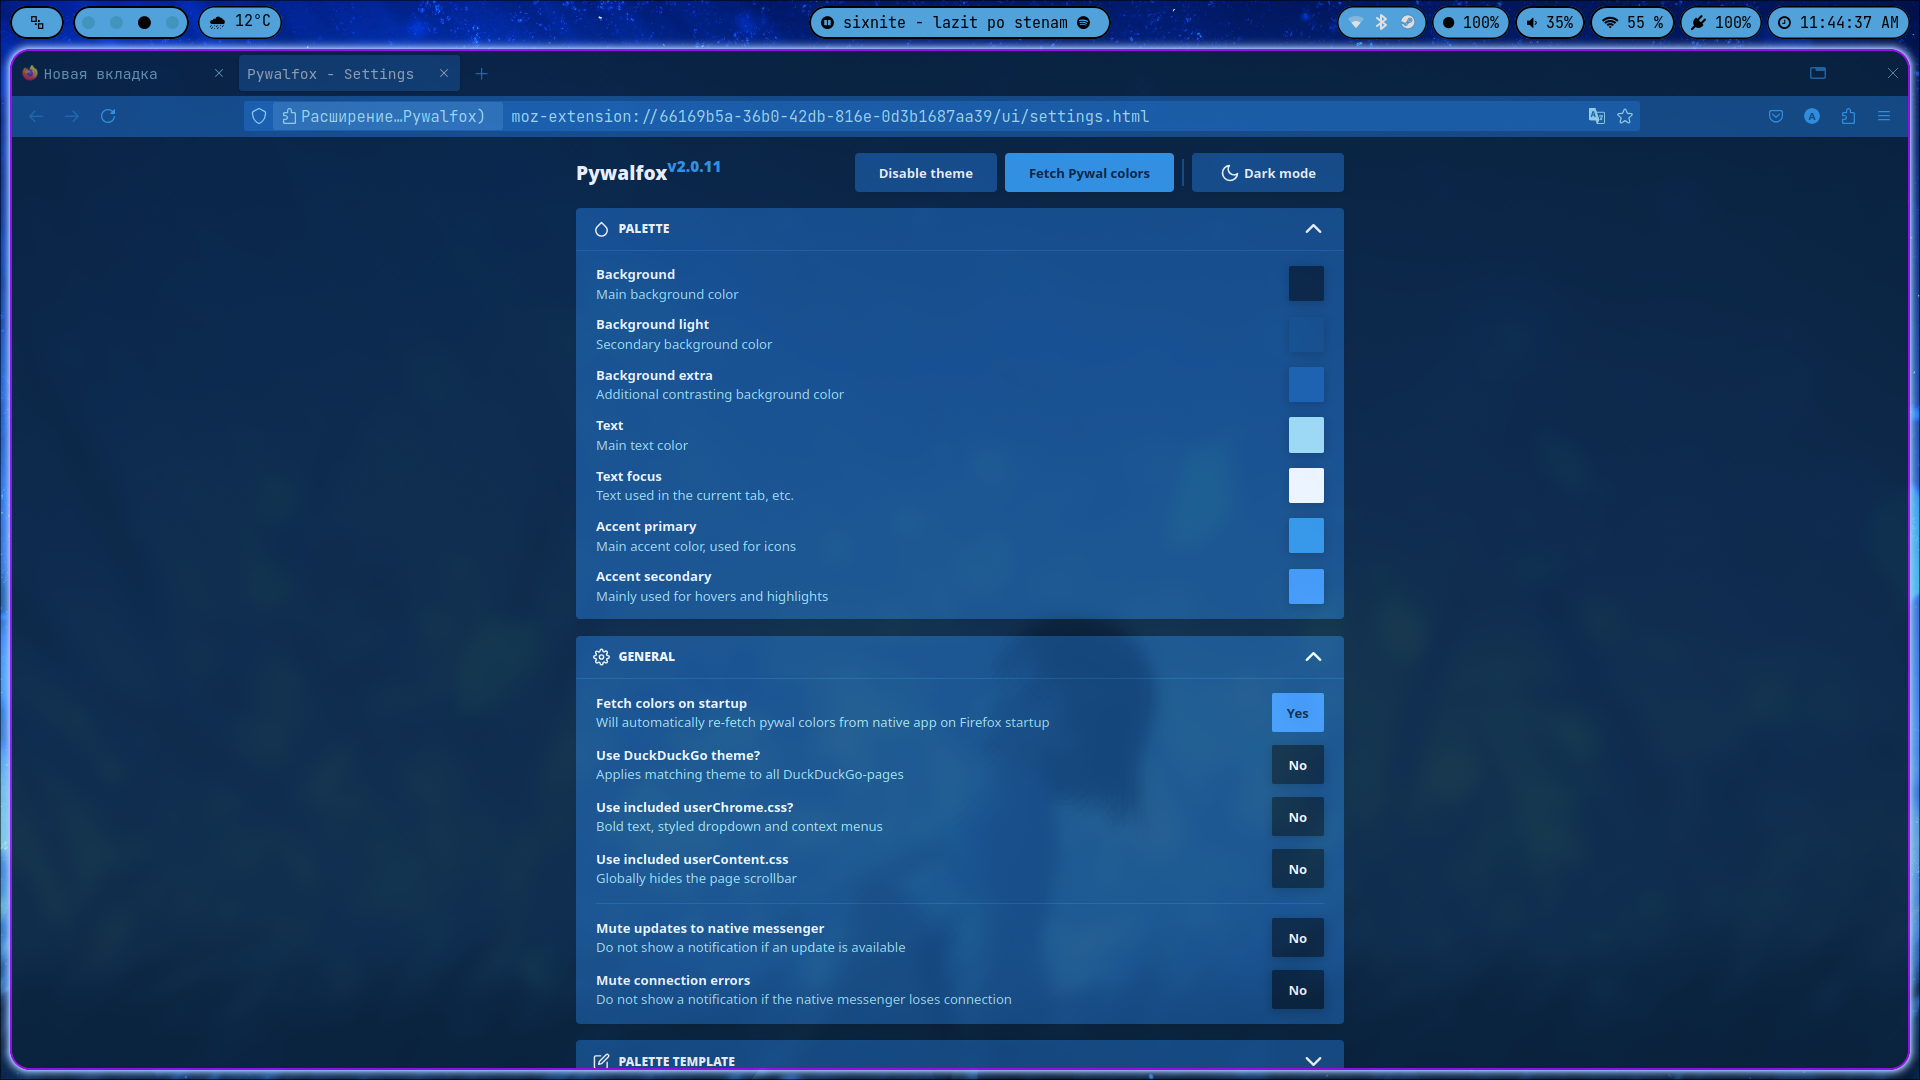 12°C
sixnite - lazit po stenam
100%
35%
55 %
100%
11:44:37 AM
Новая вкладка
Pywalfox - Settings
Расширение…Pywalfox)
moz-extension://66169b5a-36b0-42db-816e-0d3b1687aa39/ui/settings.html
A
Pywalfox v2.0.11
Disable theme
Fetch Pywal colors
Dark mode
PALETTE
Background
Main background color
Background light
Secondary background color
Background extra
Additional contrasting background color
Text
Main text color
Text focus
Text used in the current tab, etc.
Accent primary
Main accent color, used for icons
Accent secondary
Mainly used for hovers and highlights
GENERAL
Fetch colors on startup
Will automatically re-fetch pywal colors from native app on Firefox startup
Yes
Use DuckDuckGo theme?
Applies matching theme to all DuckDuckGo-pages
No
Use included userChrome.css?
Bold text, styled dropdown and context menus
No
Use included userContent.css
Globally hides the page scrollbar
No
Mute updates to native messenger
Do not show a notification if an update is available
No
Mute connection errors
Do not show a notification if the native messenger loses connection
No
PALETTE TEMPLATE